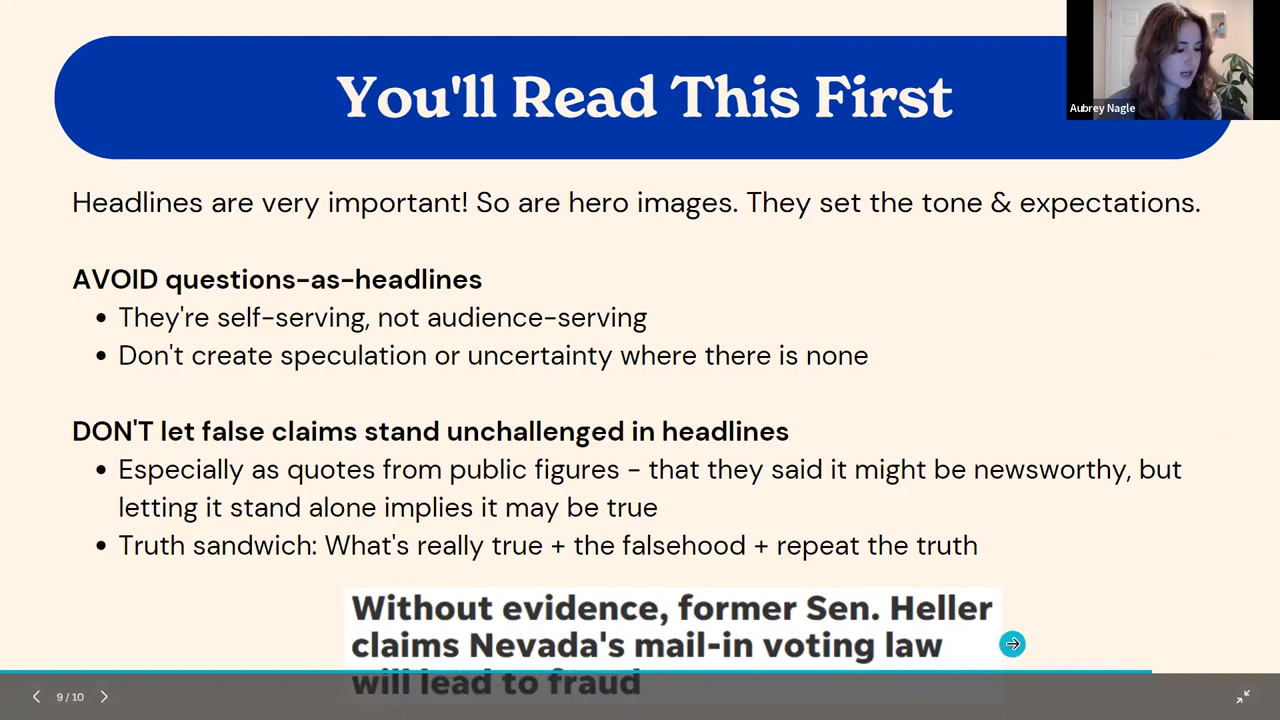 You'll Read This First
Aubrey Nagle
Headlines are very important! So are hero images. They set the tone & expectations.
AVOID questions-as-headlines
• They're self-serving, not audience-serving
• Don't create speculation or uncertainty where there is none
DON'T let false claims stand unchallenged in headlines
• Especially as quotes from public figures - that they said it might be newsworthy, but
letting it stand alone implies it may be true
• Truth sandwich: What's really true + the falsehood + repeat the truth
Without evidence, former Sen. Heller
claims Nevada's mail-in voting law
will lead to fraud
9 / 10